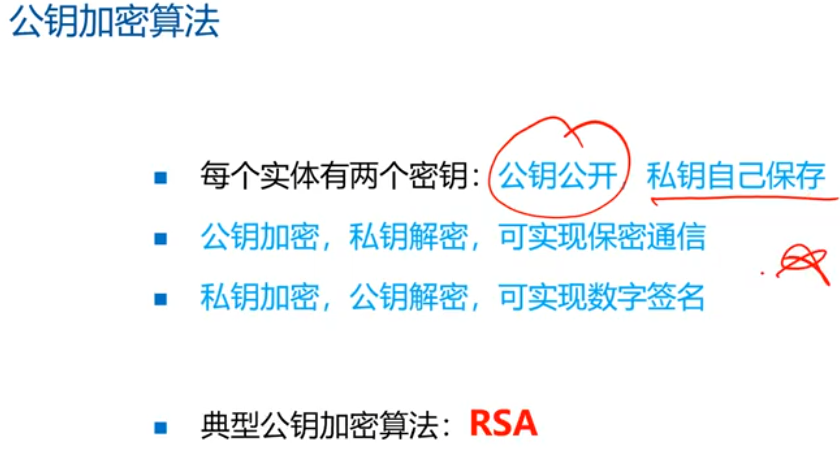 公钥加密算法
每个实体有两个密钥：公钥公开，私钥自己保存
公钥加密，私钥解密，可实现保密通信
私钥加密，公钥解密，可实现数字签名
典型公钥加密算法：RSA